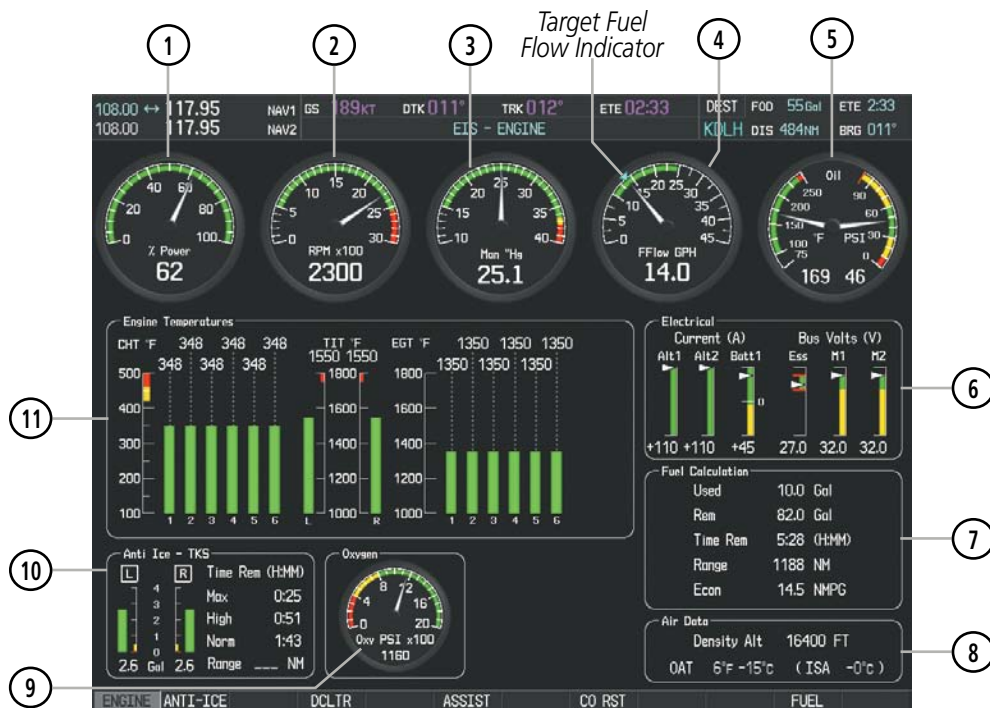 Target Fuel
Flow Indicator
1 2 3 4 5
108.00 ↔ 117.95 NAV1 GS 189KT DTK 011° TRK 012° ETE 02:33 DEST FOD 55Gal ETE 2:33
108.00 117.95 NAV2 EIS - ENGINE KDLH DIS 484NM BRG 011°
0 20 40 60 80 100
% Power
62
0 5 10 15 20 25 30
RPM x100
2300
10 15 20 25 30 35 40
Man "Hg
25.1
0 5 10 15 20 25 30 35 40 45
FFlow GPH
14.0
Oil
250 200 150 100 75 °F
90 60 30 0 PSI
169 46
Engine Temperatures
CHT °F 348 348 348 TIT °F EGT °F 1350 1350 1350
348 348 348 1550 1550 1350 1350 1350
500 1800 1800
400 1600 1600
300 1400 1400
200 1200 1200
100 1000 1000
1 2 3 4 5 6 L R 1 2 3 4 5 6
11
Electrical
Current (A) Bus Volts (V)
Alt1 Alt2 Batt1 Ess M1 M2
0
+110 +110 +45 27.0 32.0 32.0
6
Fuel Calculation
Used 10.0 Gal
Rem 82.0 Gal
Time Rem 5:28 (H:MM)
Range 1188 NM
Econ 14.5 NMPG
7
10
Anti Ice - TKS
L R Time Rem (H:MM)
4 3 2 1 0
Max 0:25
High 0:51
Norm 1:43
2.6 Gal 2.6 Range ___ NM
Oxygen
0 4 8 12 16 20
Oxy PSI x100
1160
9
Air Data
Density Alt 16400 FT
OAT 6°F -15°C ( ISA -0°C )
8
ENGINE ANTI-ICE DCLTR ASSIST CO RST FUEL